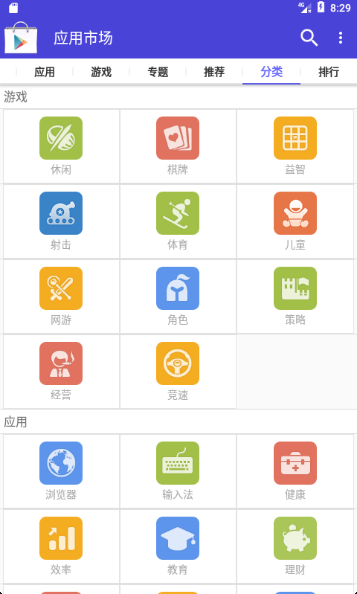 8:29
应用市场
应用 游戏 专题 推荐 分类 排行
游戏
休闲 棋牌 益智
射击 体育 儿童
网游 角色 策略
经营 竞速
应用
浏览器 输入法 健康
效率 教育 理财